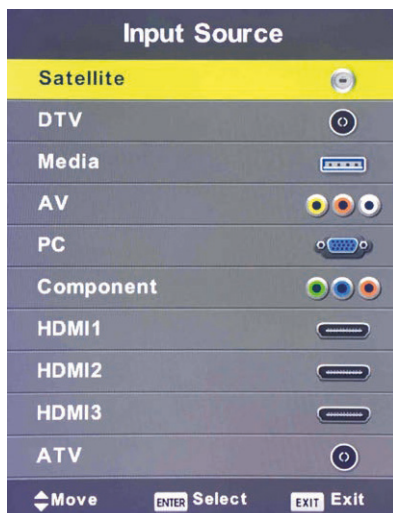 Input Source
Satellite
DTV
Media
AV
PC
Component
HDMI1
HDMI2
HDMI3
ATV
Move ENTER Select EXIT Exit